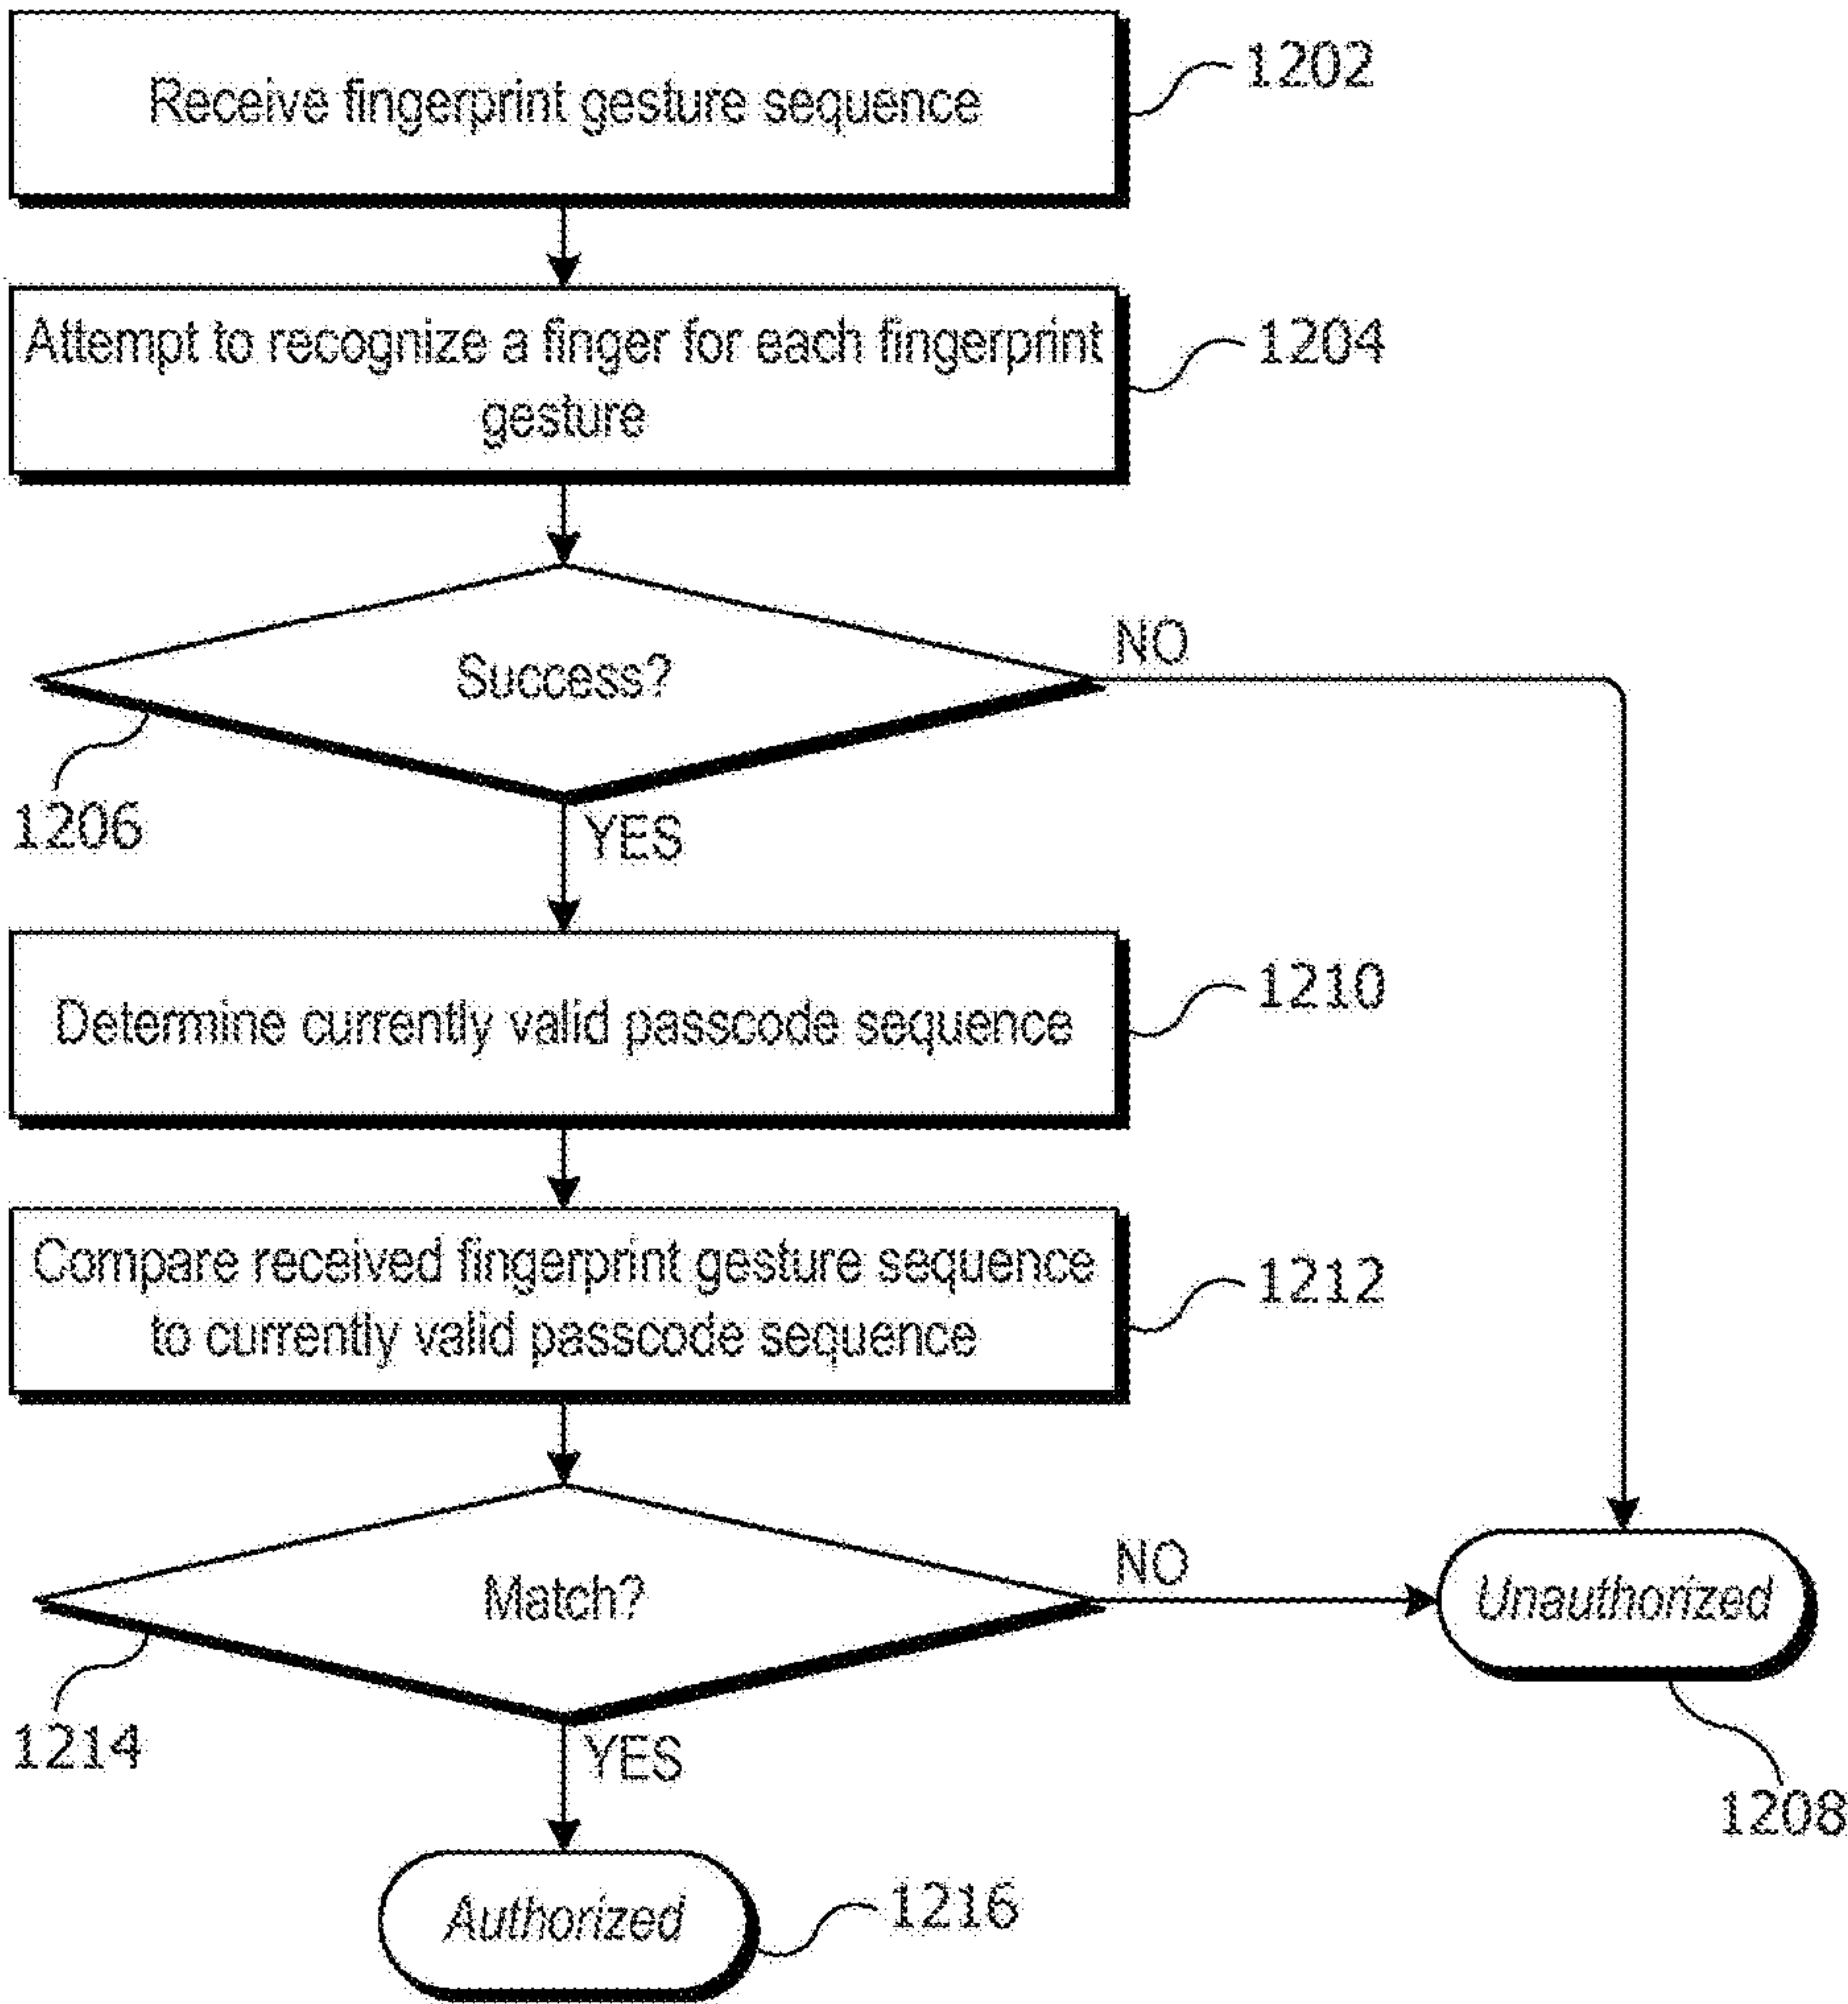 Receive fingerprint gesture sequence
1202
Attempt to recognize a finger for each fingerprint
gesture
1204
Success?
NO
1206
YES
Determine currently valid passcode sequence
1210
Compare received fingerprint gesture sequence
to currently valid passcode sequence
1212
Match?
NO
Unauthorized
1214
YES
1208
Authorized
1216